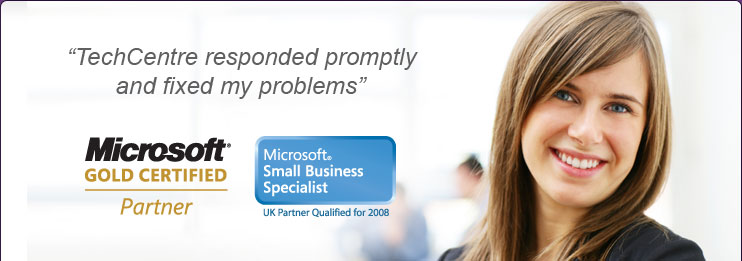 “TechCentre responded promptly
and fixed my problems”
Microsoft®
GOLD CERTIFIED
Partner
Microsoft®
Small Business
Specialist
UK Partner Qualified for 2008